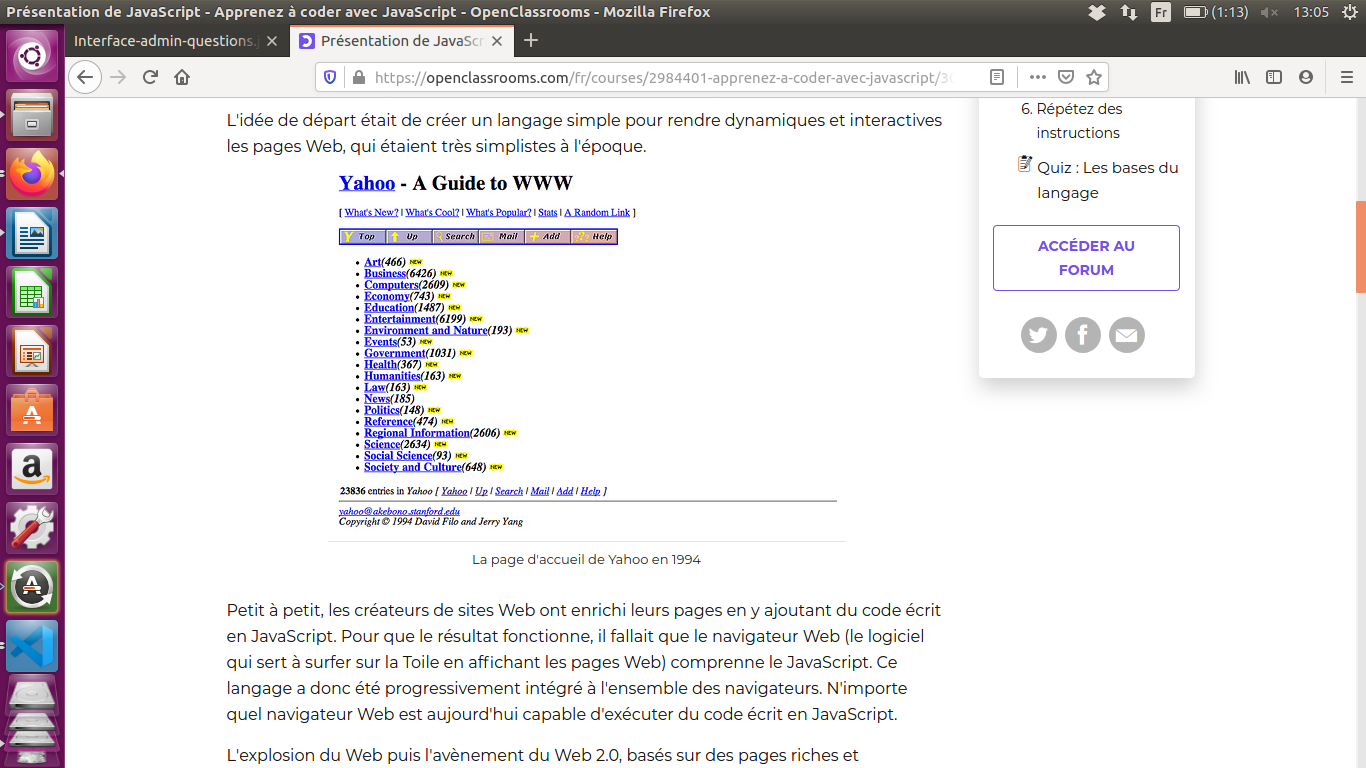 Présentation de JavaScript - Apprenez à coder avec JavaScript - OpenClassrooms - Mozilla Firefox
Fr
(1:13)
13:05
Interface-admin-questions.j
Présentation de JavaScr
https://openclassrooms.com/fr/courses/2984401-apprenez-a-coder-avec-javascript/30
L'idée de départ était de créer un langage simple pour rendre dynamiques et interactives
les pages Web, qui étaient très simplistes à l'époque.
Yahoo - A Guide to WWW
[ What's New? | What's Cool? | What's Popular? | Stats | A Random Link ]
Top Up Search Mail Add Help
Art(466) NEW
Business(6426) NEW
Computers(2609) NEW
Economy(743) NEW
Education(1487) NEW
Entertainment(6199) NEW
Environment and Nature(193) NEW
Events(53) NEW
Government(1031) NEW
Health(367) NEW
Humanities(163) NEW
Law(163) NEW
News(185)
Politics(148) NEW
Reference(474) NEW
Regional Information(2606) NEW
Science(2634) NEW
Social Science(93) NEW
Society and Culture(648) NEW
23836 entries in Yahoo [ Yahoo | Up | Search | Mail | Add | Help ]
yahoo@akebono.stanford.edu
Copyright © 1994 David Filo and Jerry Yang
La page d'accueil de Yahoo en 1994
Petit à petit, les créateurs de sites Web ont enrichi leurs pages en y ajoutant du code écrit
en JavaScript. Pour que le résultat fonctionne, il fallait que le navigateur Web (le logiciel
qui sert à surfer sur la Toile en affichant les pages Web) comprenne le JavaScript. Ce
langage a donc été progressivement intégré à l'ensemble des navigateurs. N'importe
quel navigateur Web est aujourd'hui capable d'exécuter du code écrit en JavaScript.
L'explosion du Web puis l'avènement du Web 2.0, basés sur des pages riches et
6. Répétez des
instructions
Quiz : Les bases du
langage
ACCÉDER AU
FORUM